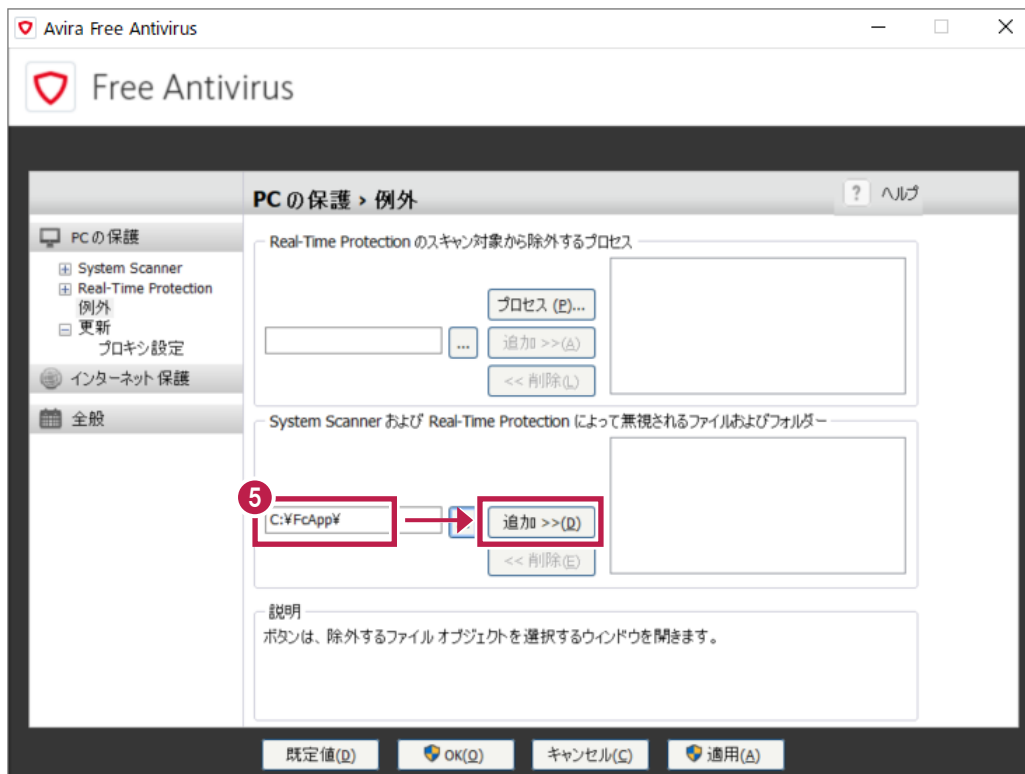 Avira Free Antivirus
Free Antivirus
PC の保護 › 例外
? ヘルプ
PC の保護
System Scanner
Real-Time Protection
例外
更新
プロキシ設定
インターネット保護
全般
Real-Time Protection のスキャン対象から除外するプロセス
プロセス (P)...
...
追加 >>(A)
<< 削除(L)
System Scanner および Real-Time Protection によって無視されるファイルおよびフォルダー
5
C:¥FcApp¥
追加 >>(D)
<< 削除(E)
説明
ボタンは、除外するファイル オブジェクトを選択するウィンドウを開きます。
既定値(D)
OK(O)
キャンセル(C)
適用(A)